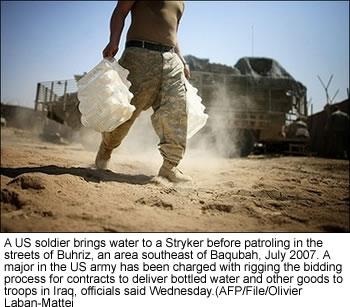 A US soldier brings water to a Stryker before patroling in the
streets of Buhriz, an area southeast of Baqubah, July 2007. A
major in the US army has been charged with rigging the bidding
process for contracts to deliver bottled water and other goods to
troops in Iraq, officials said Wednesday.(AFP/File/Olivier
Laban-Mattei